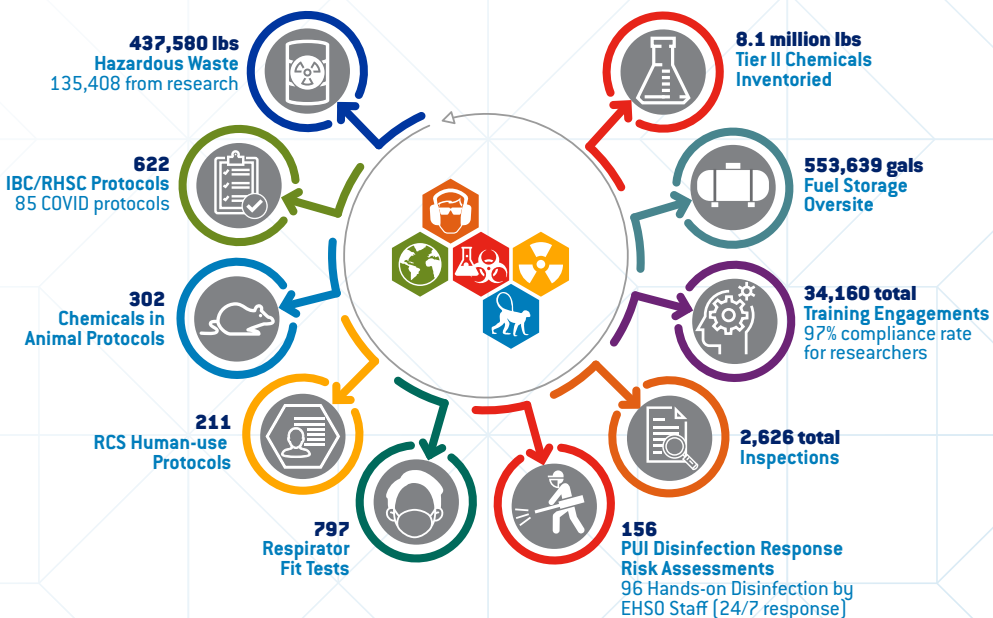 437,580 lbs
Hazardous Waste
135,408 from research
8.1 million lbs
Tier II Chemicals
Inventoried
622
IBC/RHSC Protocols
85 COVID protocols
553,639 gals
Fuel Storage
Oversite
302
Chemicals in
Animal Protocols
34,160 total
Training Engagements
97% compliance rate
for researchers
211
RCS Human-use
Protocols
2,626 total
Inspections
797
Respirator
Fit Tests
156
PUI Disinfection Response
Risk Assessments
96 Hands-on Disinfection by
EHSO Staff (24/7 response)